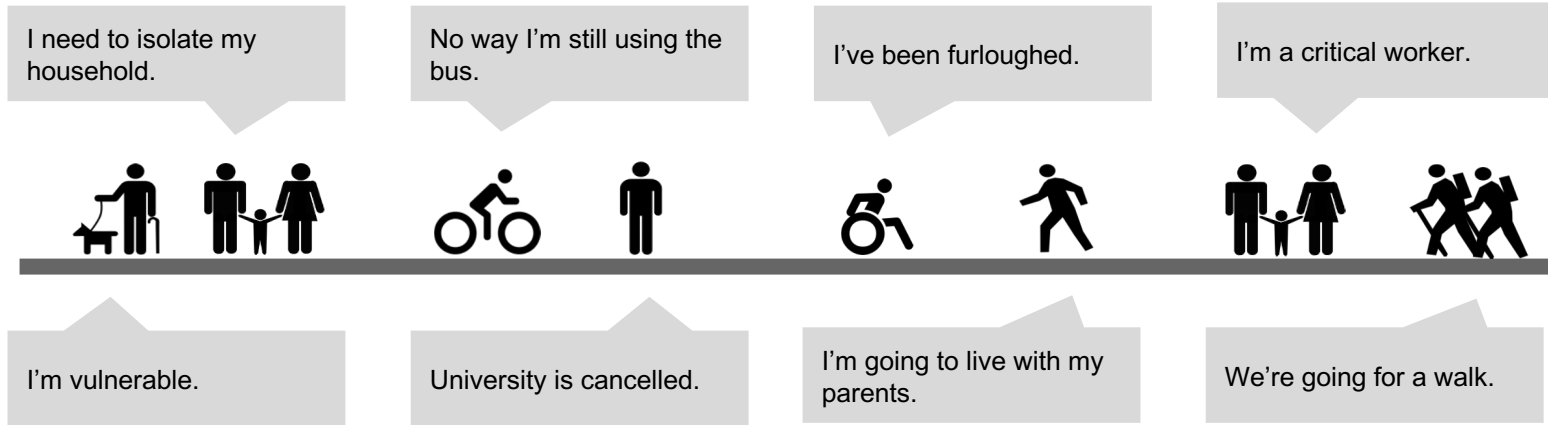 I need to isolate my
household.
No way I'm still using the
bus.
I've been furloughed.
I'm a critical worker.
I'm vulnerable.
University is cancelled.
I'm going to live with my
parents.
We're going for a walk.